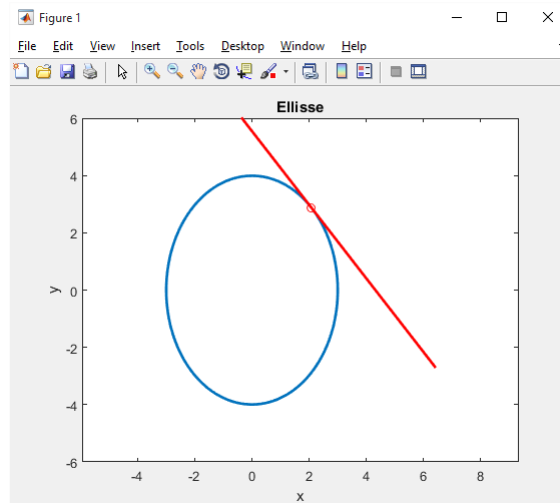 Figure 1
File Edit View Insert Tools Desktop Window Help
Ellisse
6
4
2
0
-2
-4
-6
y
-4 -2 0 2 4 6 8
x